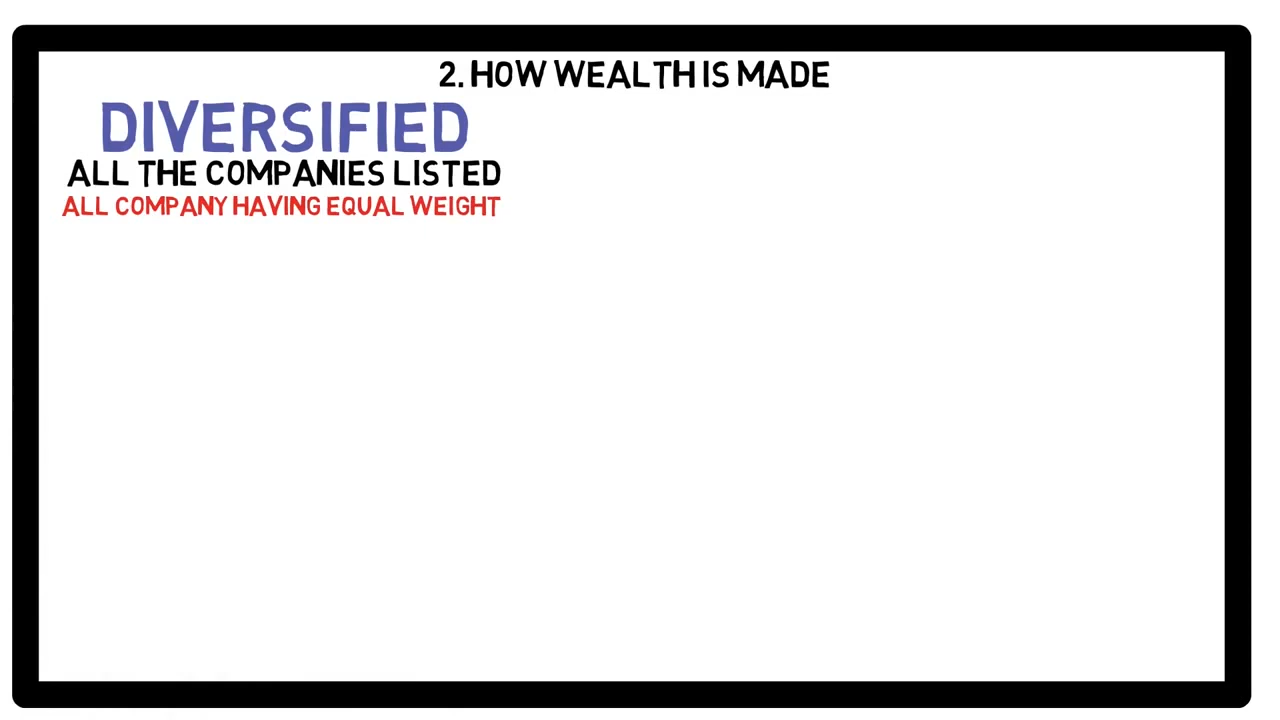 2. HOW WEALTH IS MADE
DIVERSIFIED
ALL THE COMPANIES LISTED
ALL COMPANY HAVING EQUAL WEIGHT